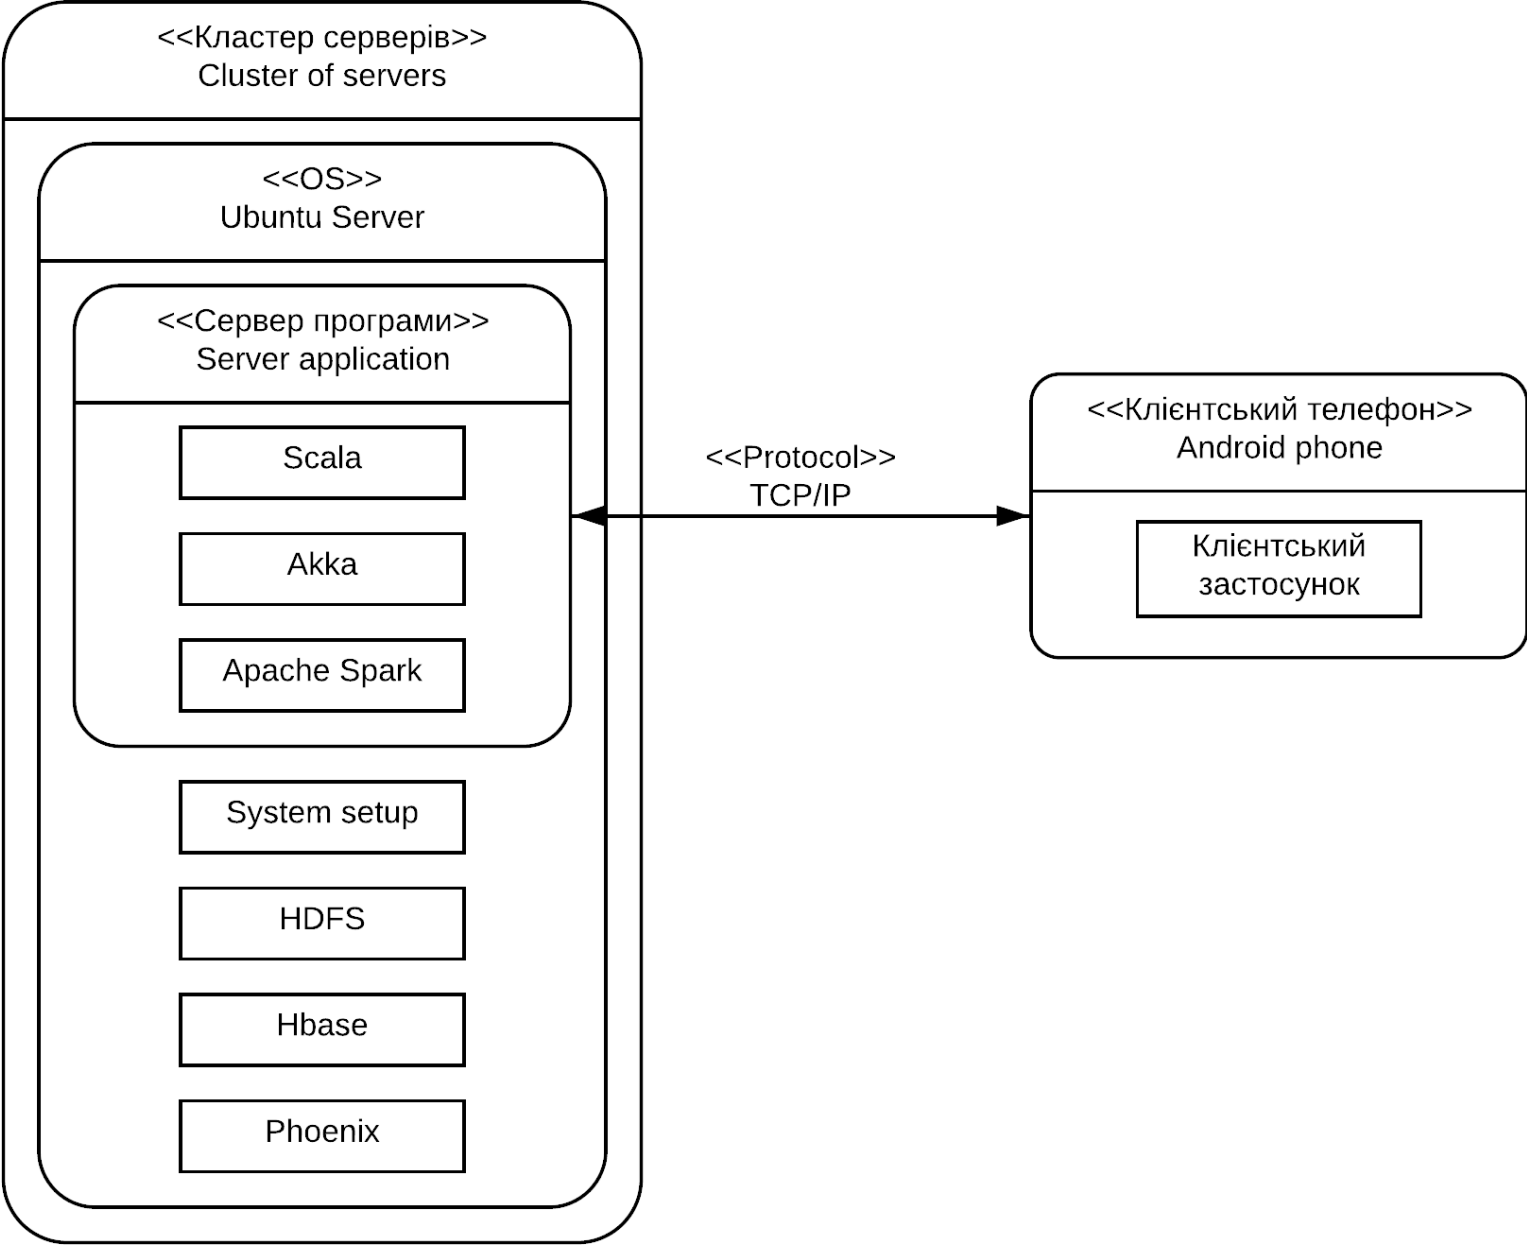 <<Кластер серверів>>
Cluster of servers
<<OS>>
Ubuntu Server
<<Сервер програми>>
Server application
Scala
Akka
Apache Spark
System setup
HDFS
Hbase
Phoenix
<<Protocol>>
TCP/IP
<<Клієнтський телефон>>
Android phone
Клієнтський
застосунок